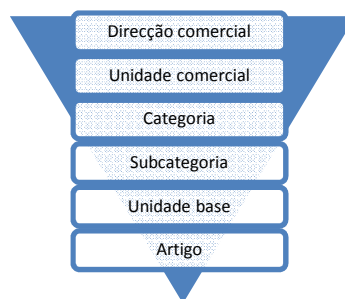 Direcção comercial
Unidade comercial
Categoria
Subcategoria
Unidade base
Artigo